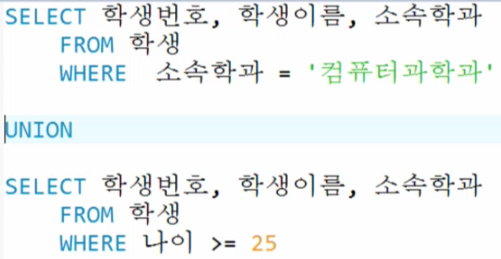 SELECT 학생번호, 학생이름, 소속학과
FROM 학생
WHERE 소속학과 = '컴퓨터과학과'
UNION
SELECT 학생번호, 학생이름, 소속학과
FROM 학생
WHERE 나이 >= 25